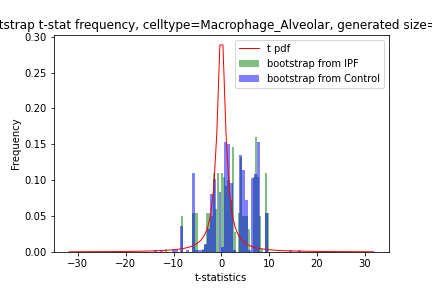 tstrap t-stat frequency, celltype=Macrophage_Alveolar, generated size=
t pdf
bootstrap from IPF
bootstrap from Control
Frequency
0.30
0.25
0.20
0.15
0.10
0.05
0.00
−30
−20
−10
0
10
20
30
t-statistics